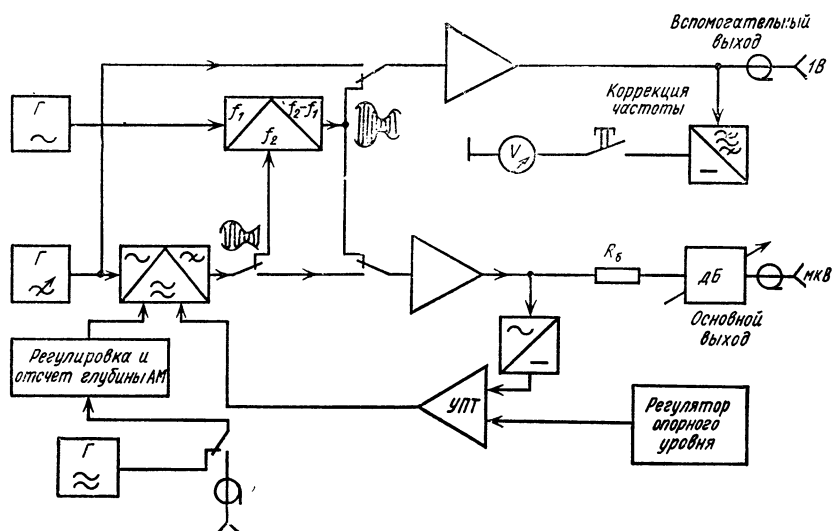 Вспомогательный
выход
1В
Коррекция
частоты
Г
f₁
f₂-f₁
f₂
V
Г
R₆
дБ
мкВ
Основной
выход
Регулировка и
отсчет глубины АМ
УПТ
Регулятор
опорного
уровня
Г